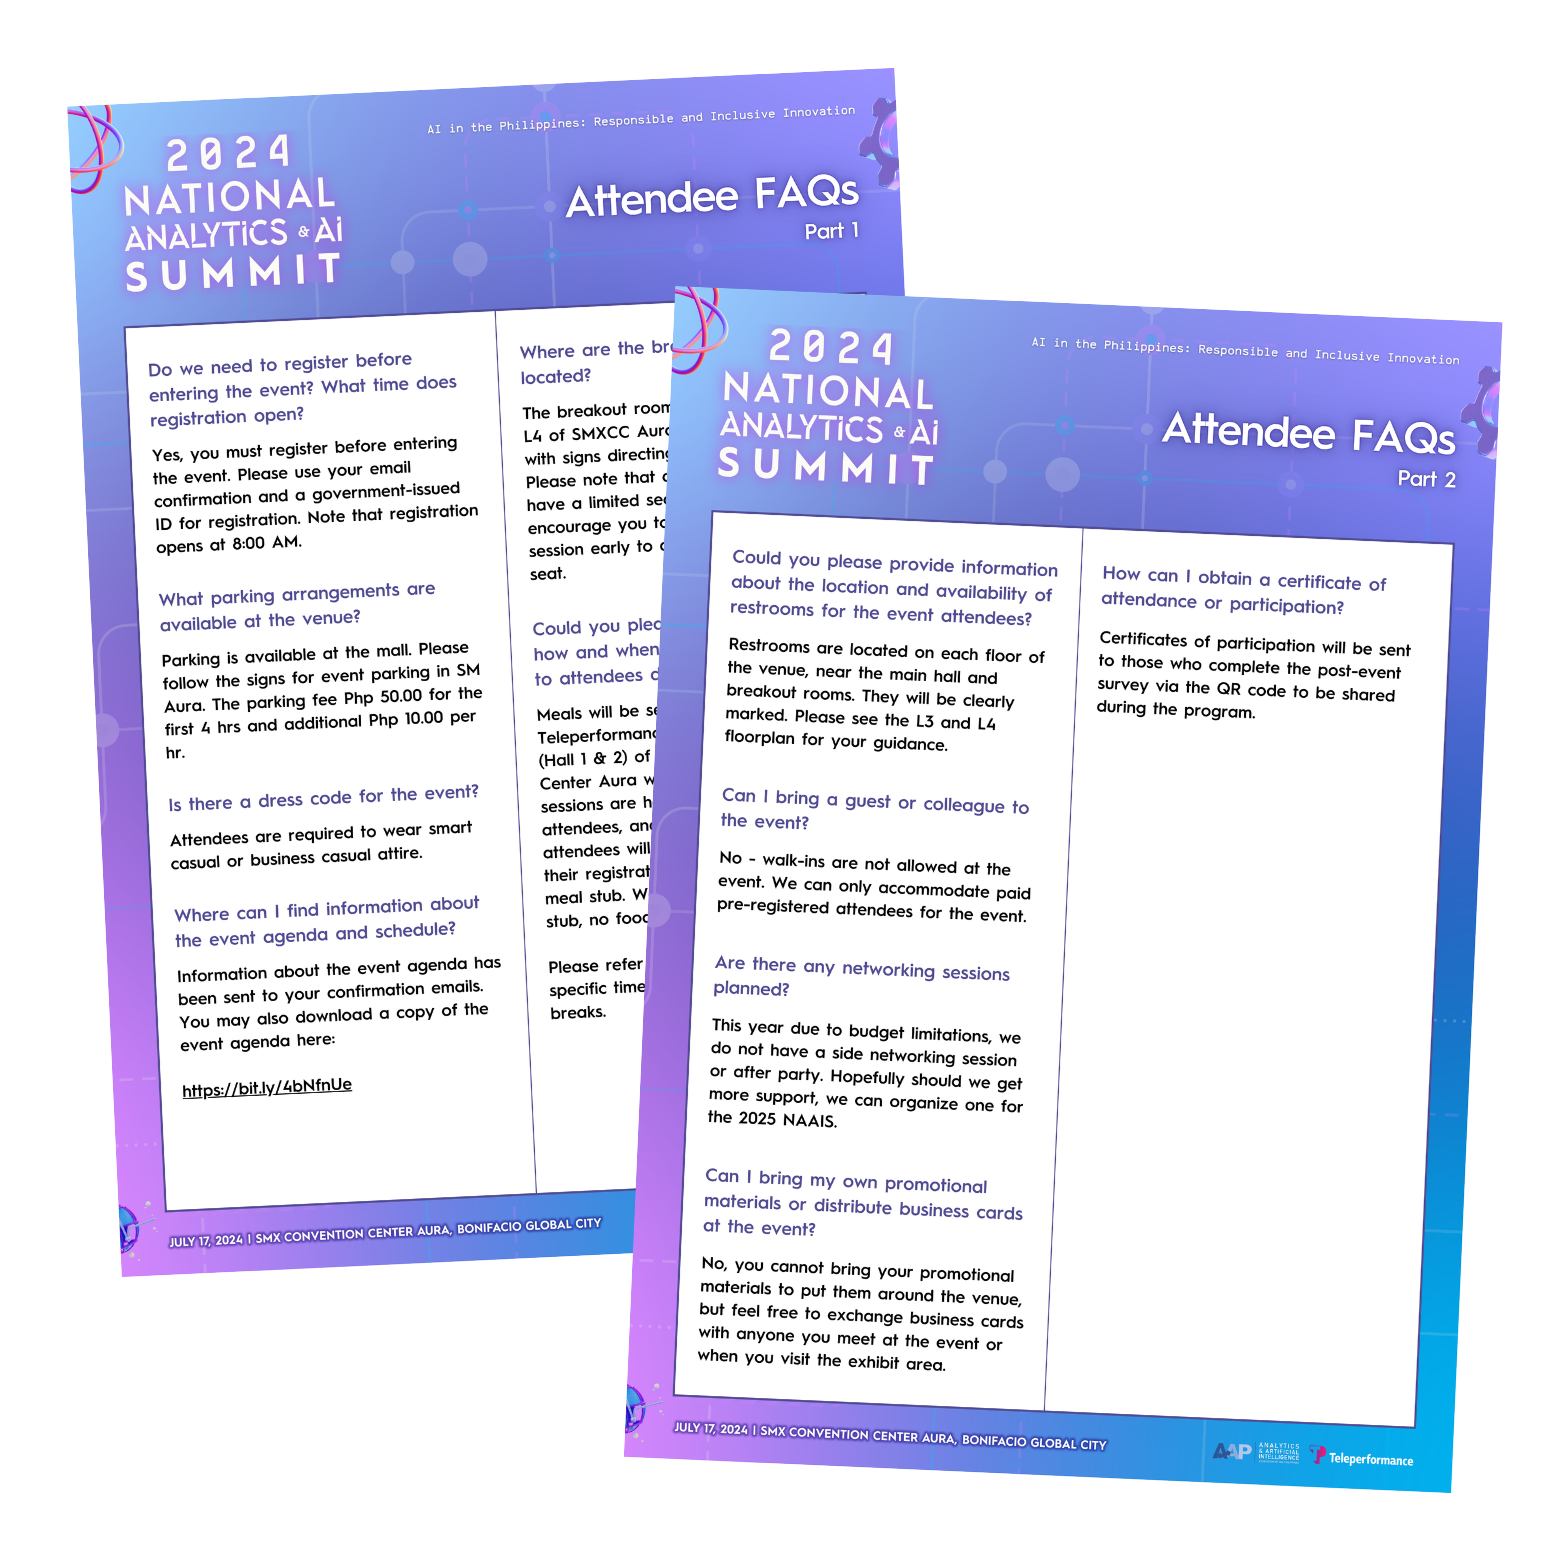 AI in the Philippines: Responsible and Inclusive Innovation
2024
NATIONAL
ANALYTICS & AI
SUMMIT
Attendee FAQs
Part 1
Do we need to register before
entering the event? What time does
registration open?
Yes, you must register before entering
the event. Please use your email
confirmation and a government-issued
ID for registration. Note that registration
opens at 8:00 AM.
What parking arrangements are
available at the venue?
Parking is available at the mall. Please
follow the signs for event parking in SM
Aura. The parking fee Php 50.00 for the
first 4 hrs and additional Php 10.00 per
hr.
Is there a dress code for the event?
Attendees are required to wear smart
casual or business casual attire.
Where can I find information about
the event agenda and schedule?
Information about the event agenda has
been sent to your confirmation emails.
You may also download a copy of the
event agenda here:
https://bit.ly/4bNfnUe
Where are the
located?
The breakout
L4 of SMXCC Aura
with signs directing
Please note that
have a limited
encourage you to
session early to
seat.
Could you
how and when
to attendees
Meals will be
Teleperformance
(Hall 1 & 2) of
Center Aura
sessions are
attendees, and
attendees will
their
meal stub.
stub, no food
Please refer
specific time
breaks.
JULY 17, 2024 | SMX CONVENTION CENTER AURA, BONIFACIO GLOBAL CITY
AI in the Philippines: Responsible and Inclusive Innovation
2024
NATIONAL
ANALYTICS & AI
SUMMIT
Attendee FAQs
Part 2
Could you please provide information
about the location and availability of
restrooms for the event attendees?
Restrooms are located on each floor of
the venue, near the main hall and
breakout rooms. They will be clearly
marked. Please see the L3 and L4
floorplan for your guidance.
Can I bring a guest or colleague to
the event?
No - walk-ins are not allowed at the
event. We can only accommodate paid
pre-registered attendees for the event.
Are there any networking sessions
planned?
This year due to budget limitations, we
do not have a side networking session
or after party. Hopefully should we get
more support, we can organize one for
the 2025 NAAIS.
Can I bring my own promotional
materials or distribute business cards
at the event?
No, you cannot bring your promotional
materials to put them around the venue,
but feel free to exchange business cards
with anyone you meet at the event or
when you visit the exhibit area.
How can I obtain a certificate of
attendance or participation?
Certificates of participation will be sent
to those who complete the post-event
survey via the QR code to be shared
during the program.
JULY 17, 2024 | SMX CONVENTION CENTER AURA, BONIFACIO GLOBAL CITY
AAP
ANALYTICS
& ARTIFICIAL
INTELLIGENCE
Teleperformance